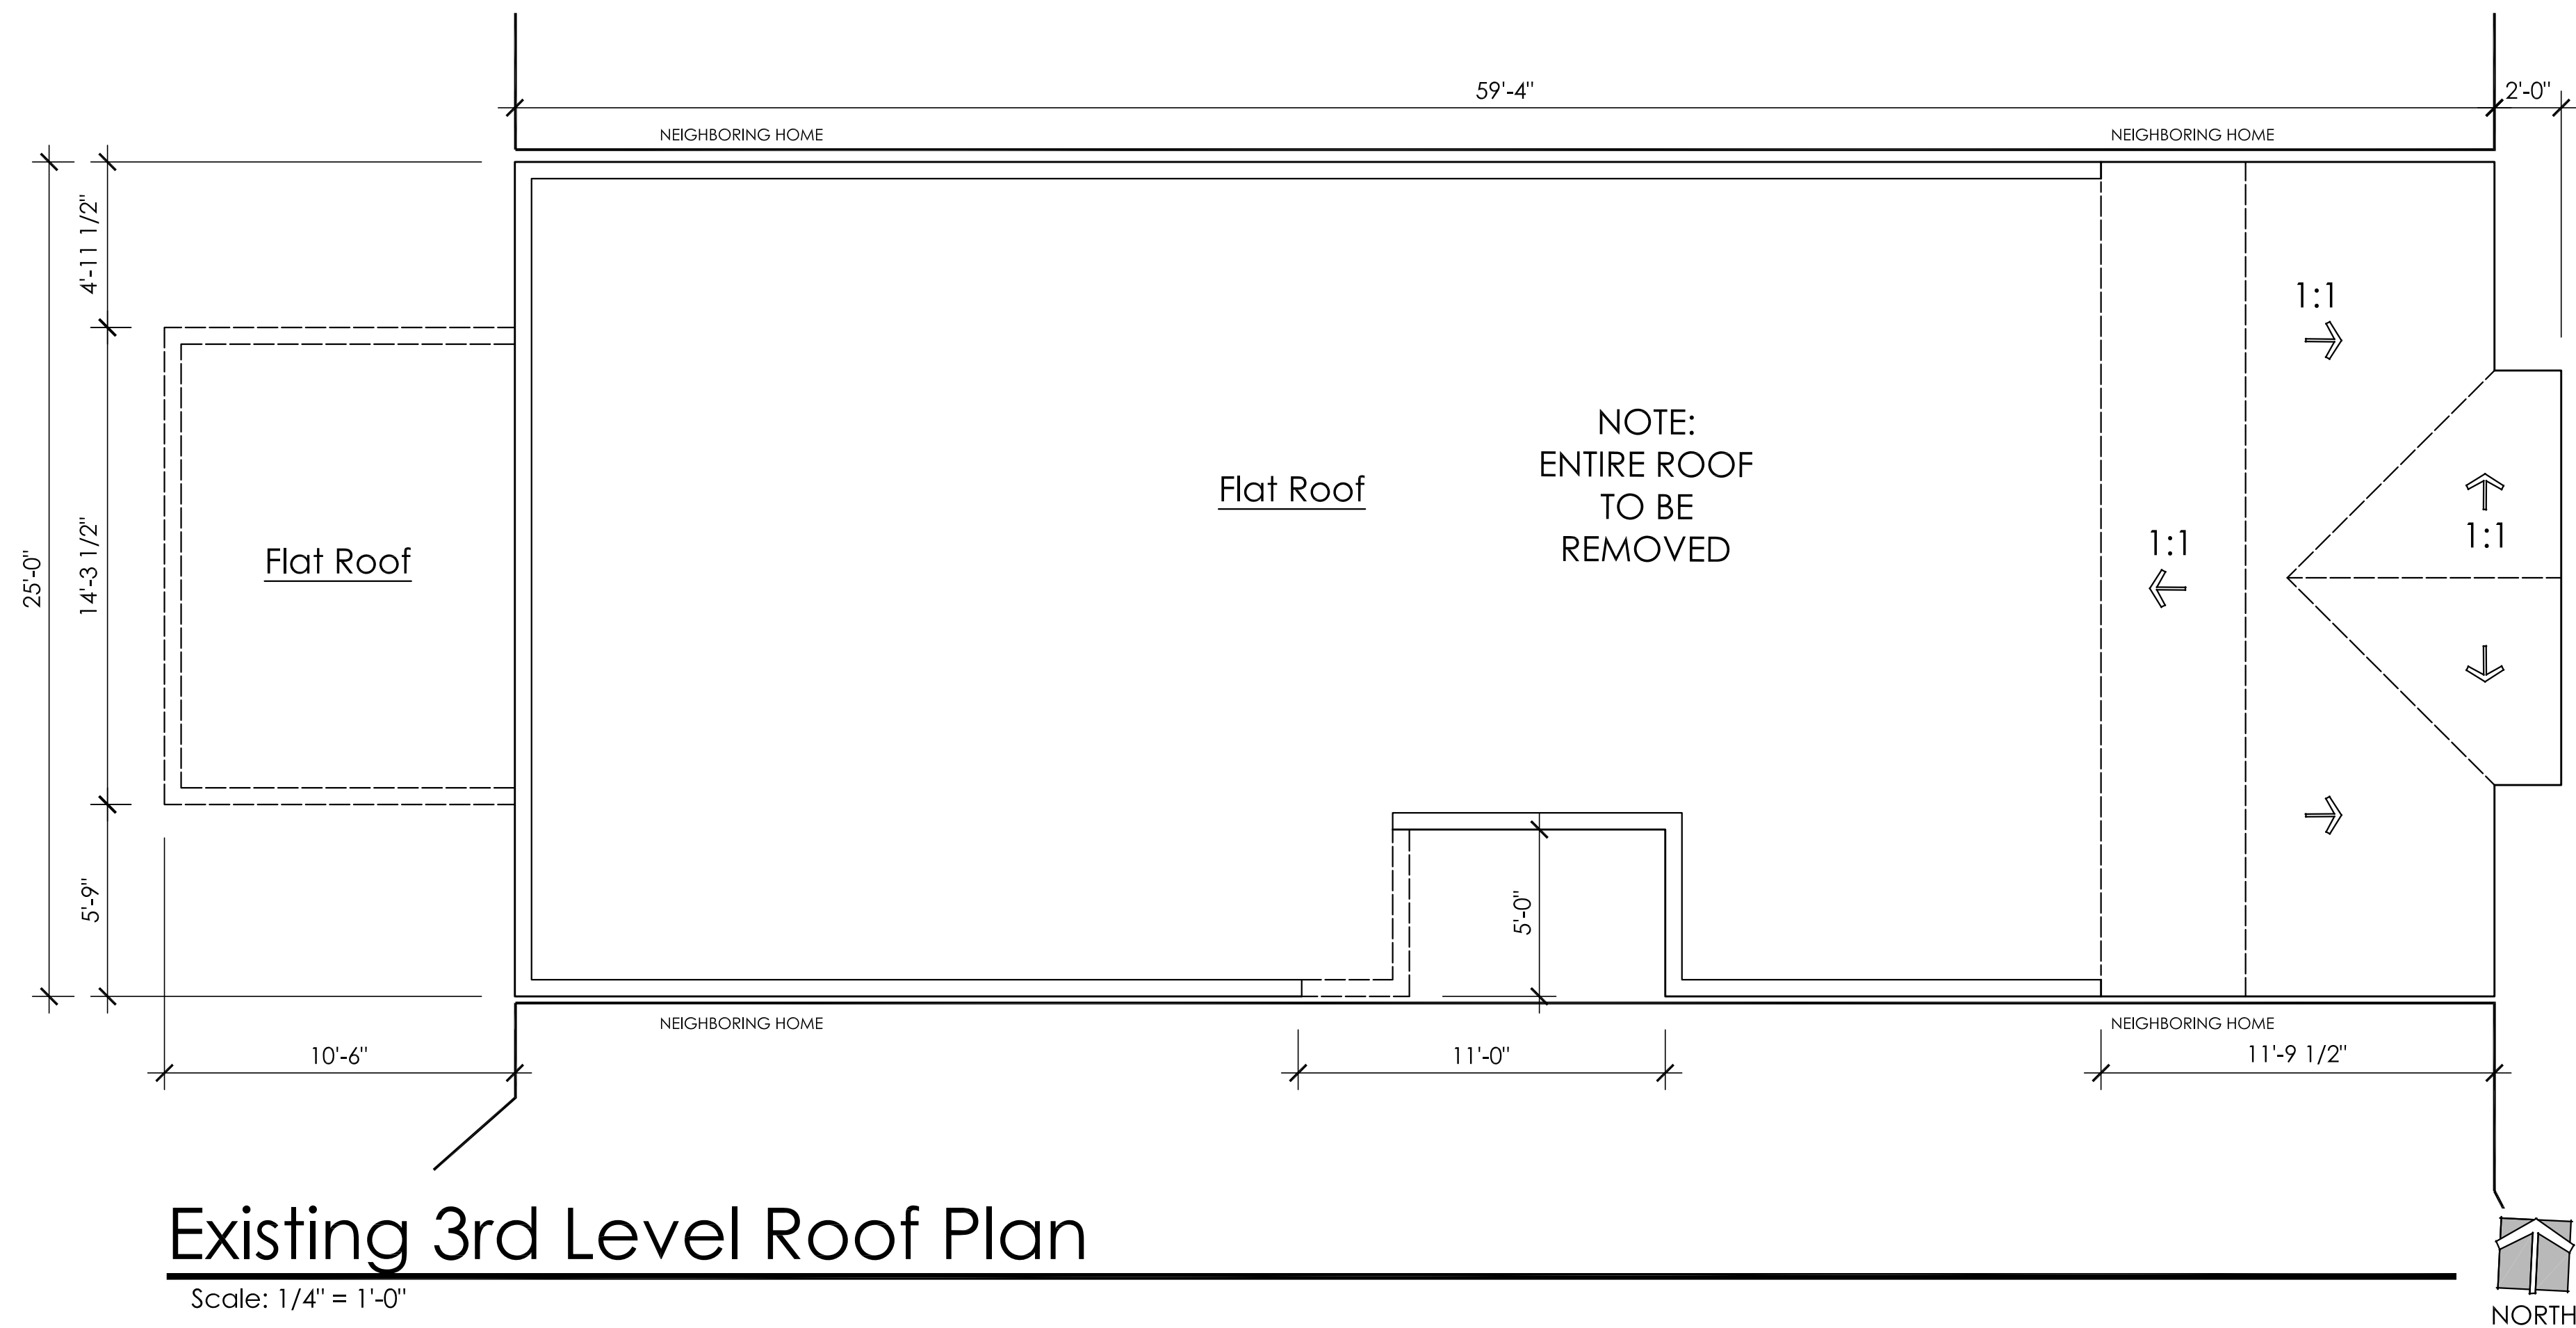 59'-4"
2'-0"
NEIGHBORING HOME
NEIGHBORING HOME
4'-11 1/2"
25'-0"
14'-3 1/2"
5'-9"
Flat Roof
Flat Roof
NOTE:
ENTIRE ROOF
TO BE
REMOVED
1:1
1:1
1:1
5'-0"
NEIGHBORING HOME
NEIGHBORING HOME
10'-6"
11'-0"
11'-9 1/2"
Existing 3rd Level Roof Plan
Scale: 1/4" = 1'-0"
NORTH